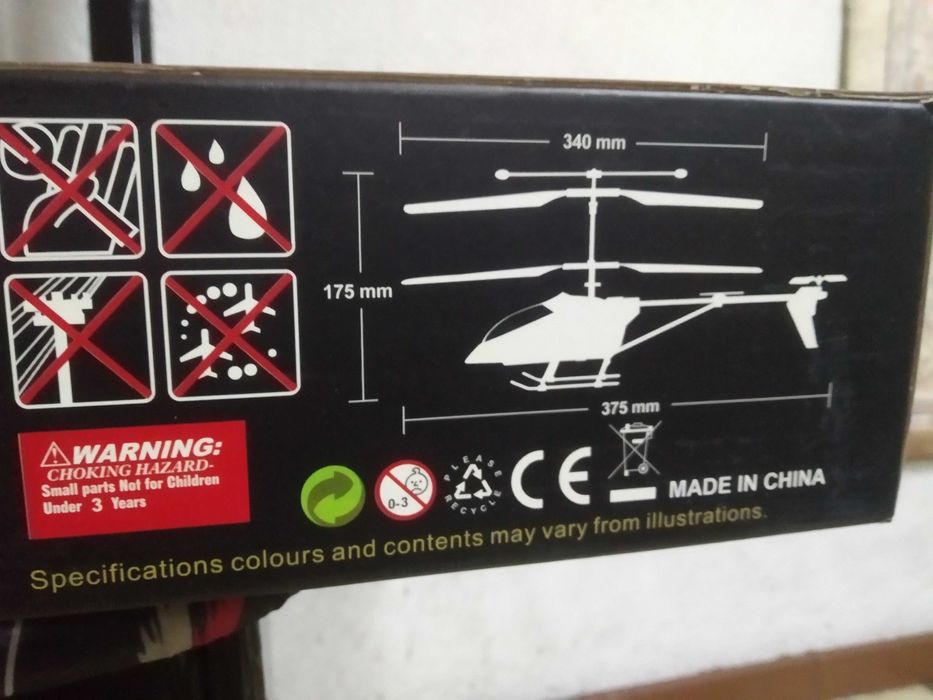 340 mm
175 mm
375 mm
WARNING:
CHOKING HAZARD-
Small parts Not for Children
Under 3 Years
0-3
PLEASE
RECYCLE
CE
MADE IN CHINA
Specifications colours and contents may vary from illustrations.